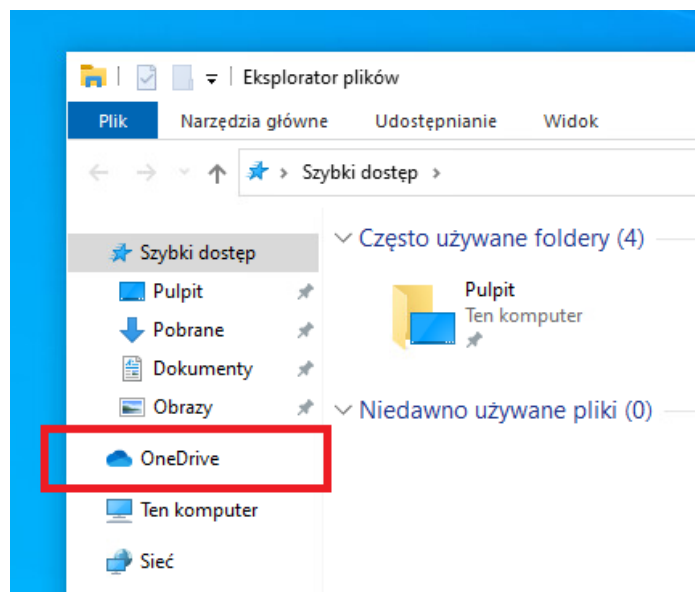 Eksplorator plików
Plik Narzędzia główne Udostępnianie Widok
Szybki dostęp
Szybki dostęp
Pulpit
Pobrane
Dokumenty
Obrazy
OneDrive
Ten komputer
Sieć
Często używane foldery (4)
Pulpit
Ten komputer
Niedawno używane pliki (0)